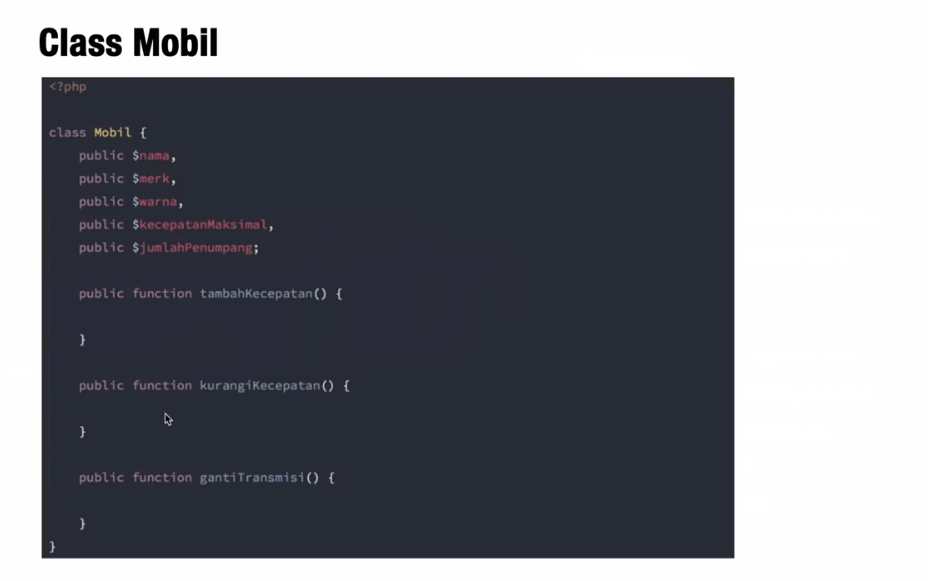 Class Mobil
<?php
class Mobil {
public $nama,
public $merk,
public $warna,
public $kecepatanMaksimal,
public $jumlahPenumpang;
public function tambahKecepatan() {
}
public function kurangiKecepatan() {
}
public function gantiTransmisi() {
}
}